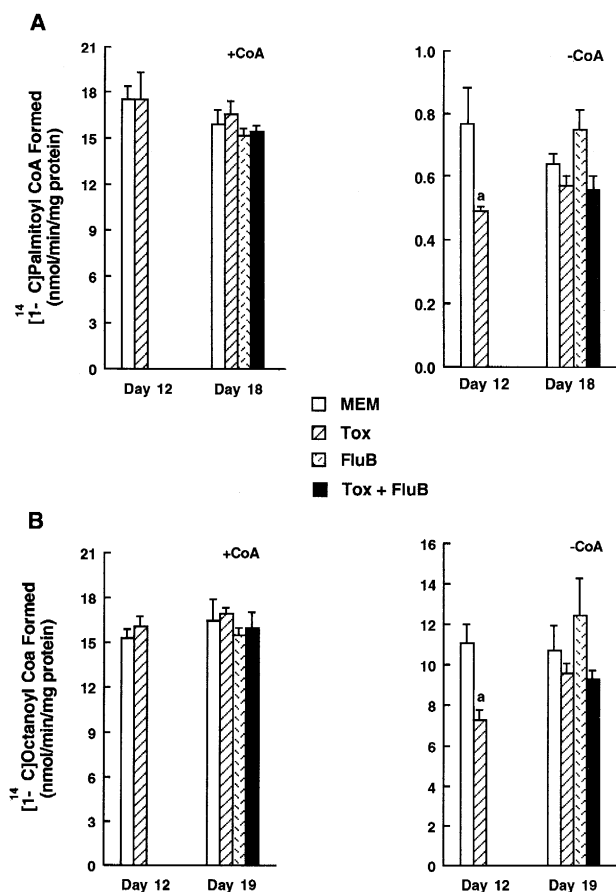 A
+CoA
-CoA
21
18
15
12
9
6
3
0
1.0
0.8
0.6
0.4
0.2
0.0
[1-14C]Palmitoyl CoA Formed
(nmol/min/mg protein)
a
Day 12 Day 18
Day 12 Day 18
MEM
Tox
FluB
Tox + FluB
B
+CoA
-CoA
21
18
15
12
9
6
3
0
16
14
12
10
8
6
4
2
0
[1-14C]Octanoyl Coa Formed
(nmol/min/mg protein)
a
Day 12 Day 19
Day 12 Day 19